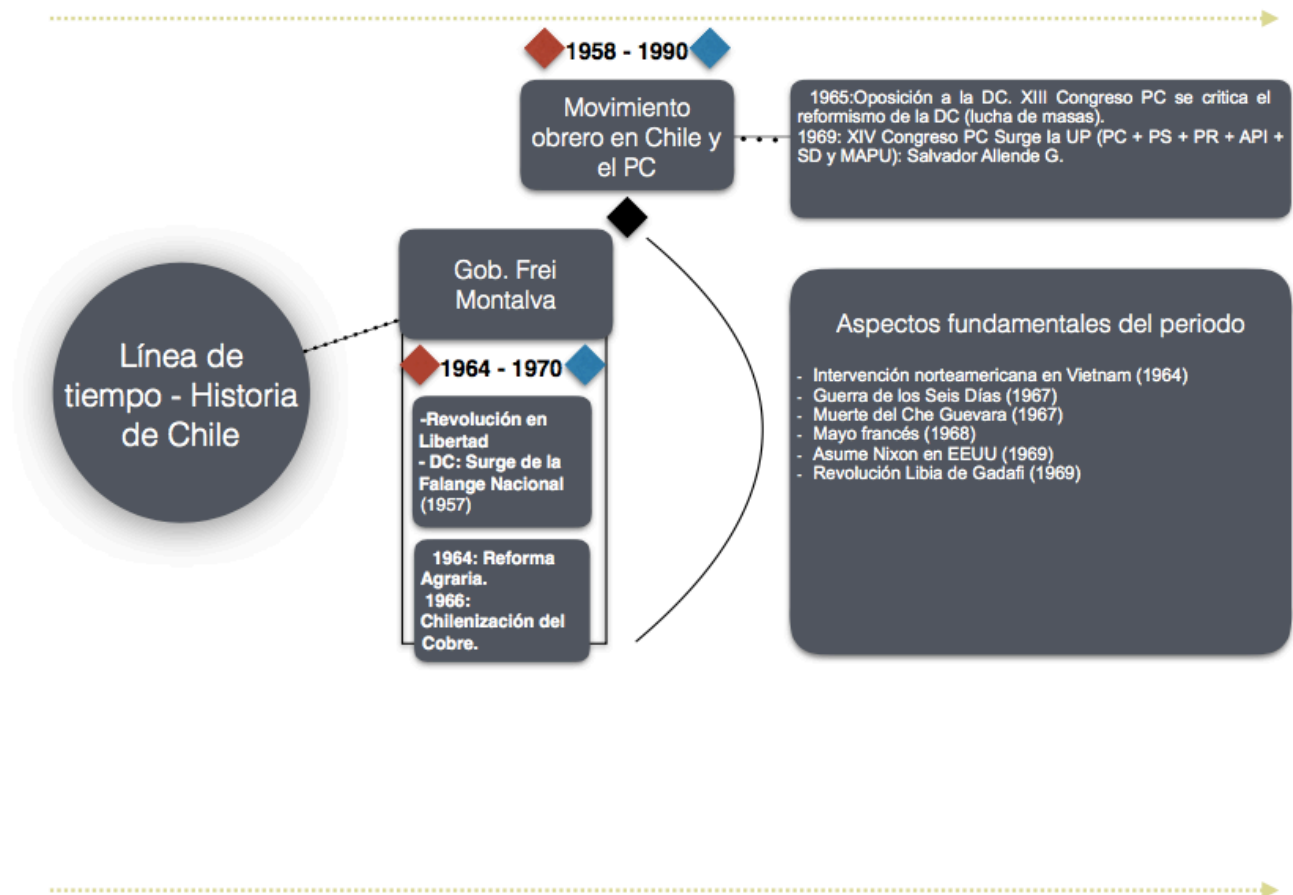 1958 - 1990
Movimiento
obrero en Chile y
el PC
1965:Oposición a la DC. XIII Congreso PC se critica el
reformismo de la DC (lucha de masas).
1969: XIV Congreso PC Surge la UP (PC + PS + PR + API +
SD y MAPU): Salvador Allende G.
Línea de
tiempo - Historia
de Chile
Gob. Frei
Montalva
1964 - 1970
-Revolución en
Libertad
- DC: Surge de la
Falange Nacional
(1957)
1964: Reforma
Agraria.
1966:
Chilenización del
Cobre.
Aspectos fundamentales del periodo
- Intervención norteamericana en Vietnam (1964)
- Guerra de los Seis Días (1967)
- Muerte del Che Guevara (1967)
- Mayo francés (1968)
- Asume Nixon en EEUU (1969)
- Revolución Libia de Gadafi (1969)